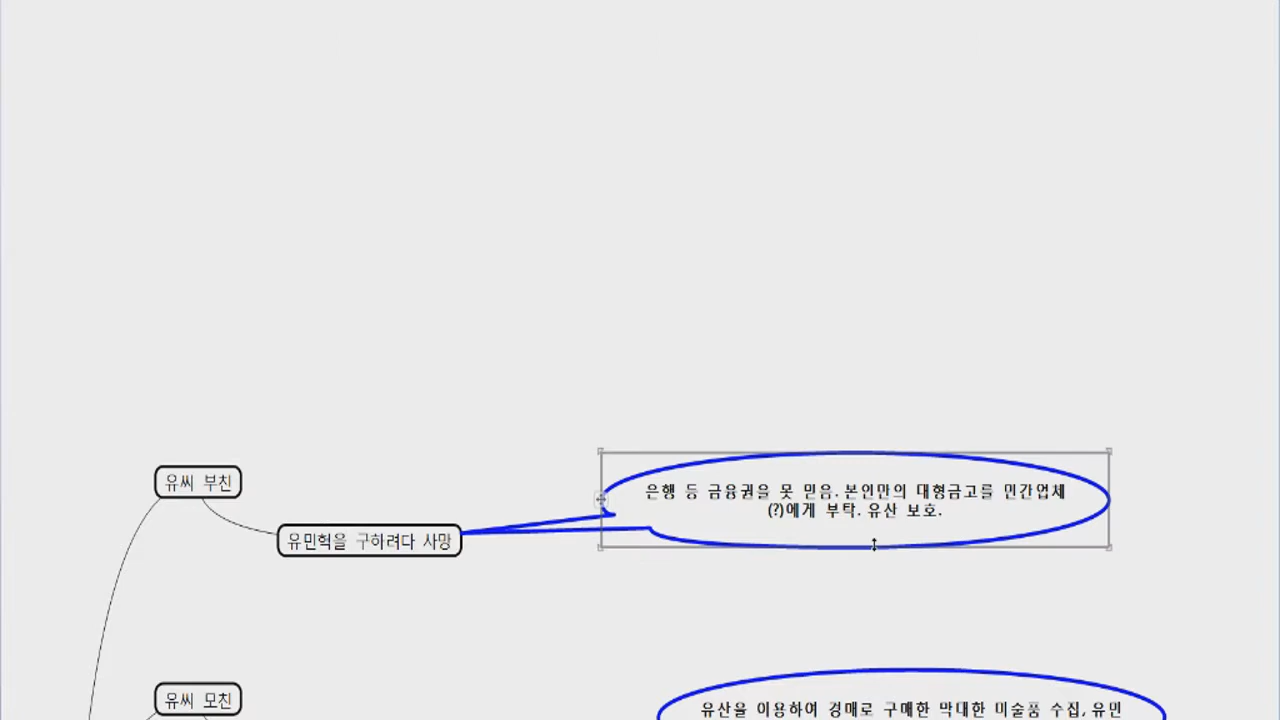 유씨 부친
은행 등 금융권을 못 믿음. 본인만의 대형금고를 민간업체
(?)에게 부탁. 유산 보호.
유민혁을 구하려다 사망
유씨 모친
유산을 이용하여 경매로 구매한 막대한 미술품 수집, 유민